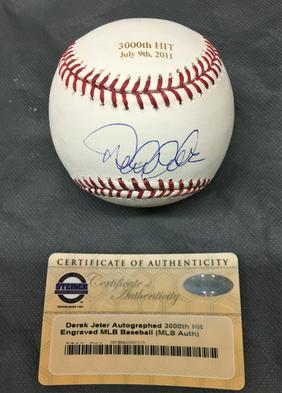 3000th HIT
July 9th, 2011
CERTIFICATE OF AUTHENTICITY
STEINER
Certificate of
Authenticity
Derek Jeter Autographed 3000th Hit
Engraved MLB Baseball (MLB Auth)